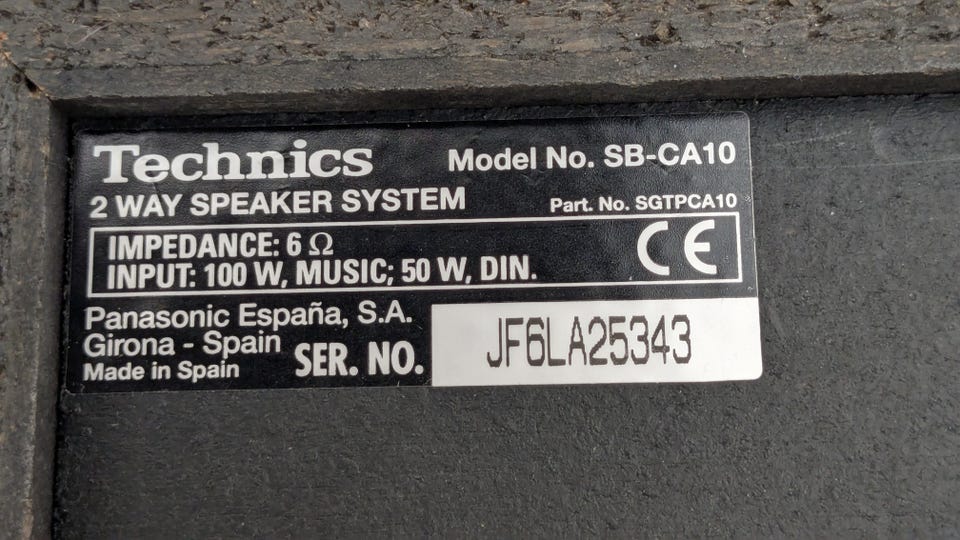 Technics Model No. SB-CA10
2 WAY SPEAKER SYSTEM Part. No. SGTPCA10
IMPEDANCE: 6 Ω
INPUT: 100 W, MUSIC; 50 W, DIN.
CE
Panasonic España, S.A.
Girona - Spain
Made in Spain
SER. NO. JF6LA25343